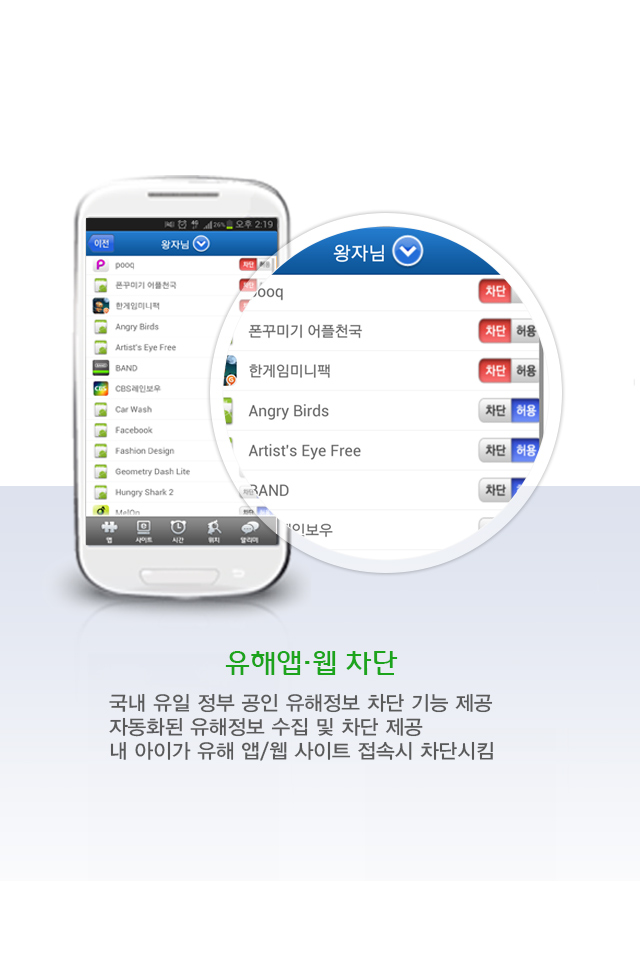 26% 오후 2:19
이전 왕자님
pooq 차단 허용
폰꾸미기 어플천국
한게임미니팩
Angry Birds
Artist's Eye Free
BAND
CBS레인보우
Car Wash
Facebook
Fashion Design
Geometry Dash Lite
Hungry Shark 2
MelOn
앱 사이트 시간 위치 알리미
왕자님
pooq 차단
폰꾸미기 어플천국 차단 허용
한게임미니팩 차단 허용
Angry Birds 차단 허용
Artist's Eye Free 차단 허용
BAND 차단
레인보우
유해앱·웹 차단
국내 유일 정부 공인 유해정보 차단 기능 제공
자동화된 유해정보 수집 및 차단 제공
내 아이가 유해 앱/웹 사이트 접속시 차단시킴